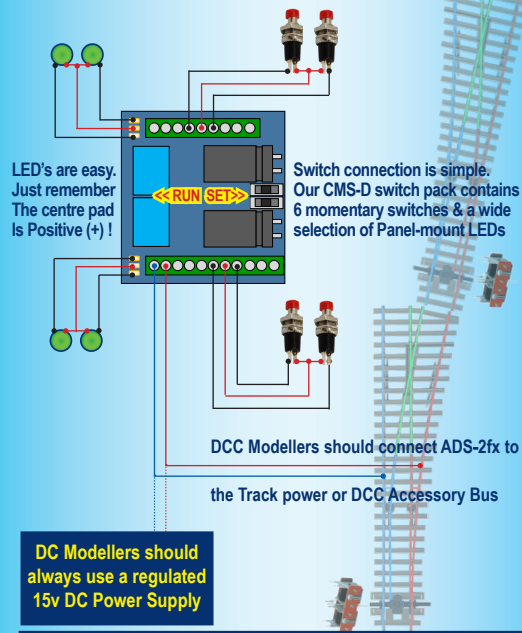 LED's are easy.
Just remember
The centre pad
Is Positive (+) !
<< RUN SET >>
Switch connection is simple.
Our CMS-D switch pack contains
6 momentary switches & a wide
selection of Panel-mount LEDs
DCC Modellers should connect ADS-2fx to
the Track power or DCC Accessory Bus
DC Modellers should
always use a regulated
15v DC Power Supply